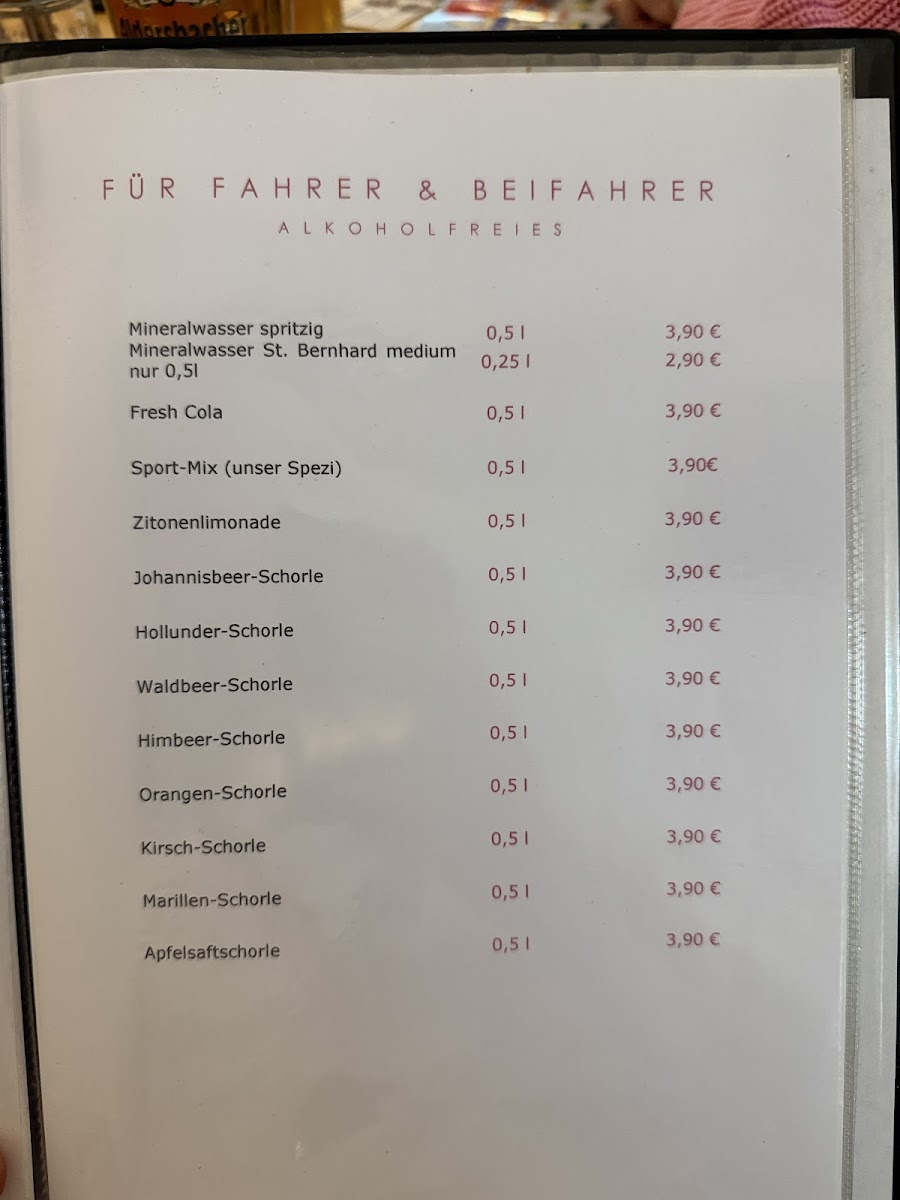 Aldersbacher
FÜR FAHRER & BEIFAHRER
ALKOHOLFREIES
Mineralwasser spritzig 0,5 l 3,90 €
Mineralwasser St. Bernhard medium 0,25 l 2,90 €
nur 0,5l
Fresh Cola 0,5 l 3,90 €
Sport-Mix (unser Spezi) 0,5 l 3,90€
Zitonenlimonade 0,5 l 3,90 €
Johannisbeer-Schorle 0,5 l 3,90 €
Hollunder-Schorle 0,5 l 3,90 €
Waldbeer-Schorle 0,5 l 3,90 €
Himbeer-Schorle 0,5 l 3,90 €
Orangen-Schorle 0,5 l 3,90 €
Kirsch-Schorle 0,5 l 3,90 €
Marillen-Schorle 0,5 l 3,90 €
Apfelsaftschorle 0,5 l 3,90 €